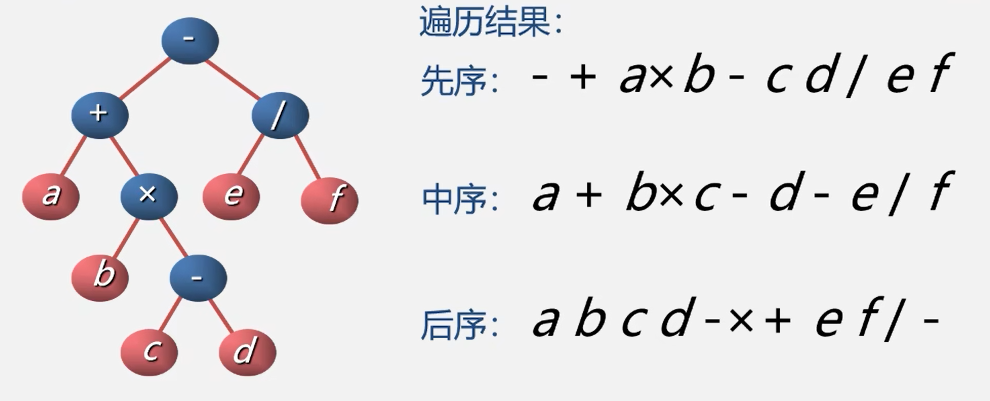 -
+
/
a
×
e
f
b
-
c
d
遍历结果：
先序： - + a×b - c d / e f
中序： a + b×c - d - e / f
后序： a b c d -×+ e f / -